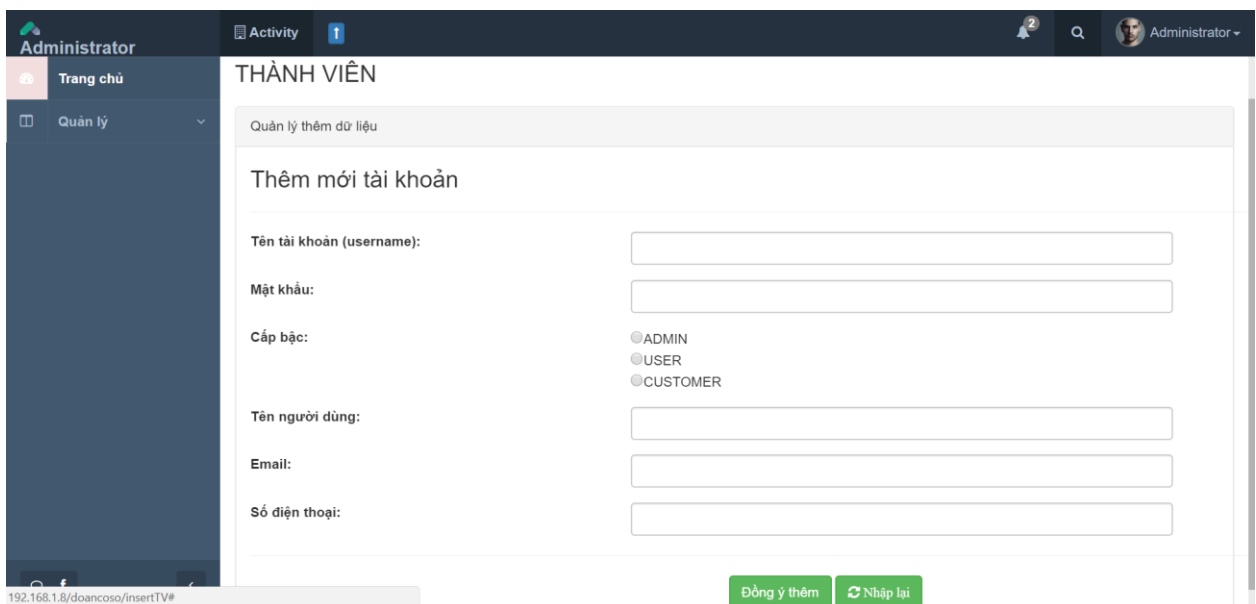 Administrator
Activity
2
Administrator
Trang chủ
Quản lý
THÀNH VIÊN
Quản lý thêm dữ liệu
Thêm mới tài khoản
Tên tài khoản (username):
Mật khẩu:
Cấp bậc:
ADMIN
USER
CUSTOMER
Tên người dùng:
Email:
Số điện thoại:
Đồng ý thêm
Nhập lại
192.168.1.8/doancoso/insertTV#